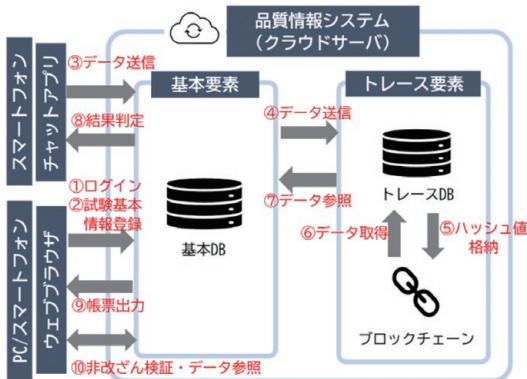 品質情報システム
（クラウドサーバ）
スマートフォン
チャットアプリ
③データ送信
⑧結果判定
基本要素
トレース要素
④データ送信
⑦データ参照
トレースDB
①ログイン
②試験基本
情報登録
基本DB
⑥データ取得
⑤ハッシュ値
格納
PC/スマートフォン
ウェブブラウザ
⑨帳票出力
ブロックチェーン
⑩非改ざん検証・データ参照